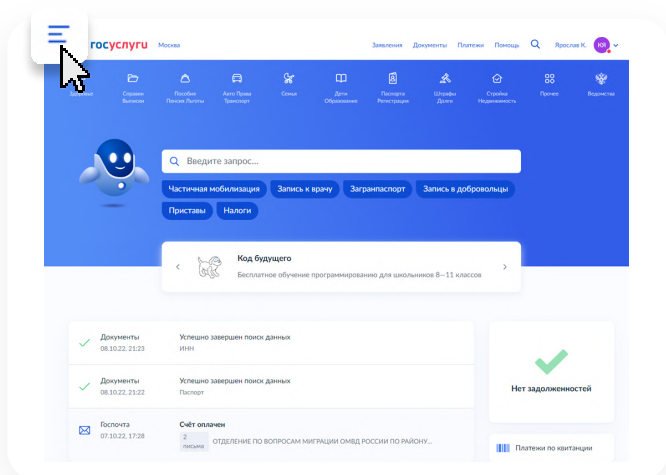 госуслуги Москва Заявления Документы Платежи Помощь Ярослав К. КЯ
Здоровье Справки Выписки Пособия Пенсия Льготы Авто Права Транспорт Семья Дети Образование Паспорта Регистрация Штрафы Долги Стройка Недвижимость Прочее Ведомства
Введите запрос...
Частичная мобилизация Запись к врачу Загранпаспорт Запись в добровольцы
Приставы Налоги
Код будущего
Бесплатное обучение программированию для школьников 8—11 классов
Документы Успешно завершен поиск данных
08.10.22, 21:23 ИНН
Документы Успешно завершен поиск данных
08.10.22, 21:22 Паспорт
Нет задолженностей
Госпочта Счёт оплачен
07.10.22, 17:28 2 письма ОТДЕЛЕНИЕ ПО ВОПРОСАМ МИГРАЦИИ ОМВД РОССИИ ПО РАЙОНУ...
Платежи по квитанции